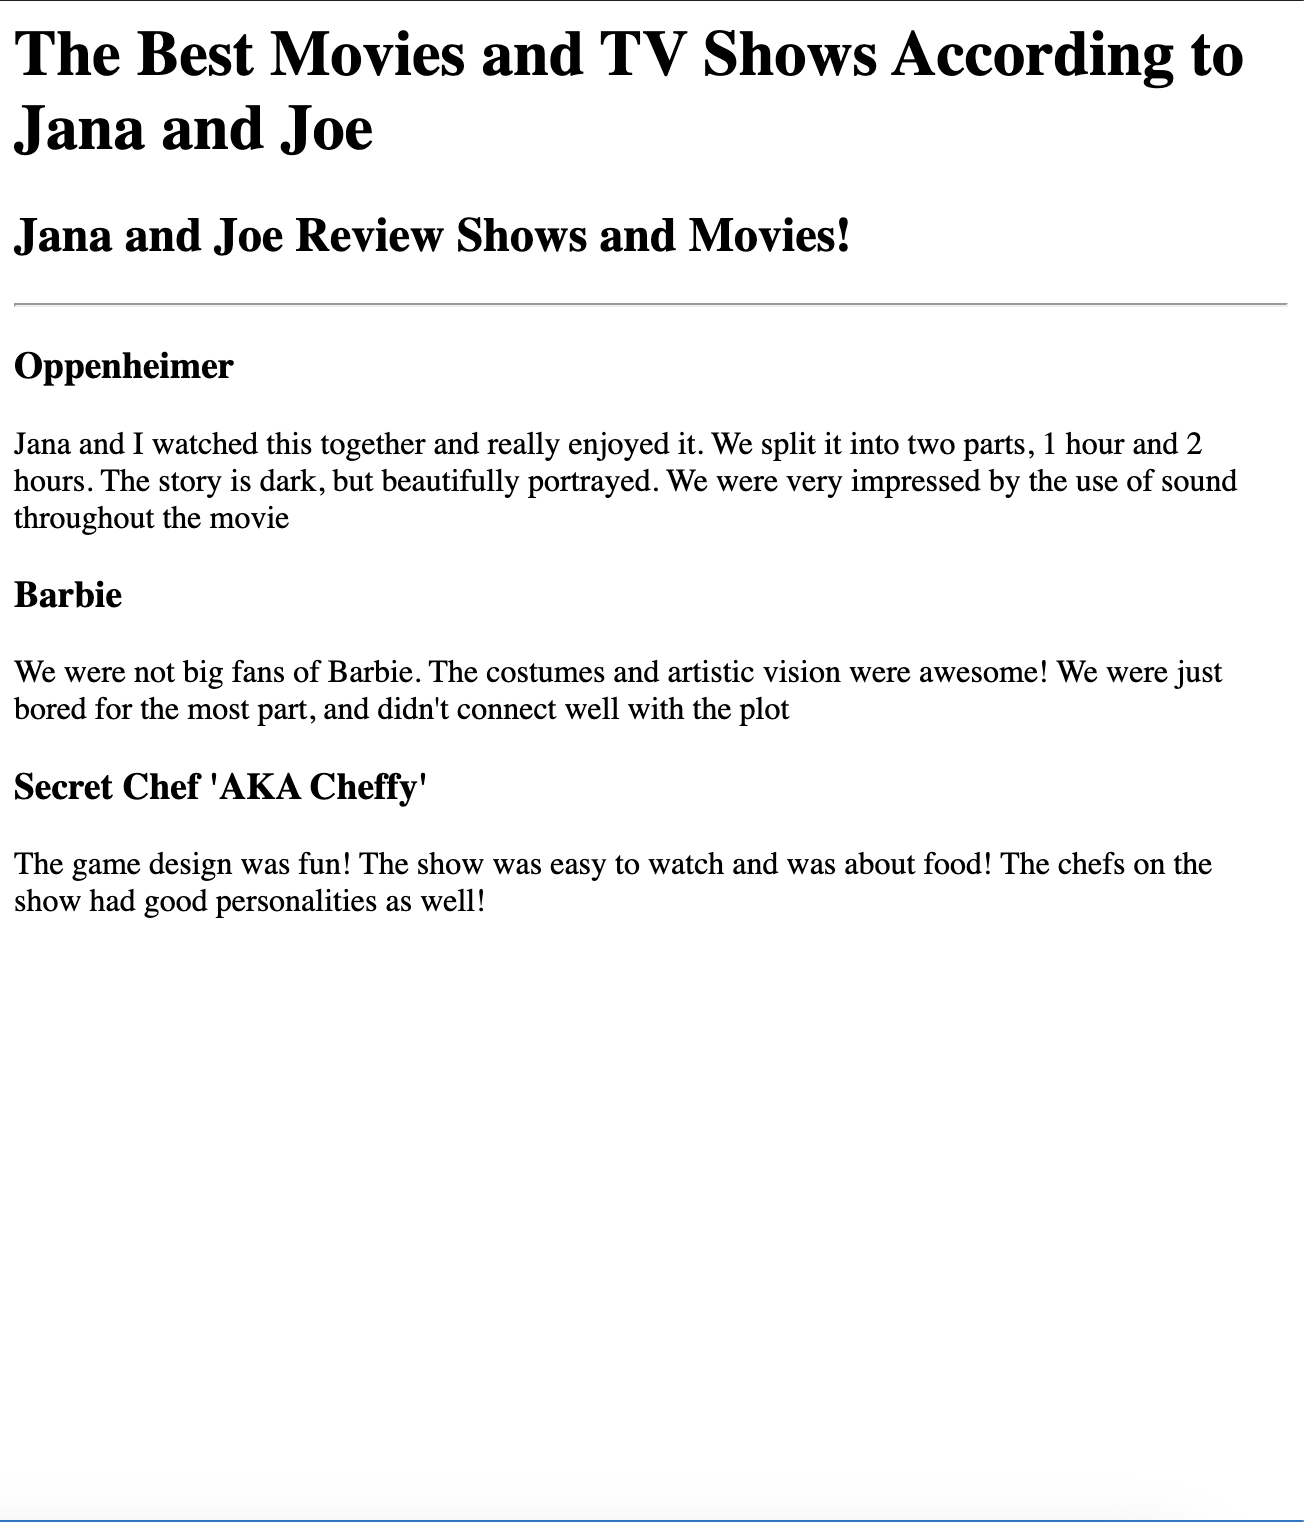 The Best Movies and TV Shows According to
Jana and Joe
Jana and Joe Review Shows and Movies!
Oppenheimer
Jana and I watched this together and really enjoyed it. We split it into two parts, 1 hour and 2
hours. The story is dark, but beautifully portrayed. We were very impressed by the use of sound
throughout the movie
Barbie
We were not big fans of Barbie. The costumes and artistic vision were awesome! We were just
bored for the most part, and didn't connect well with the plot
Secret Chef 'AKA Cheffy'
The game design was fun! The show was easy to watch and was about food! The chefs on the
show had good personalities as well!